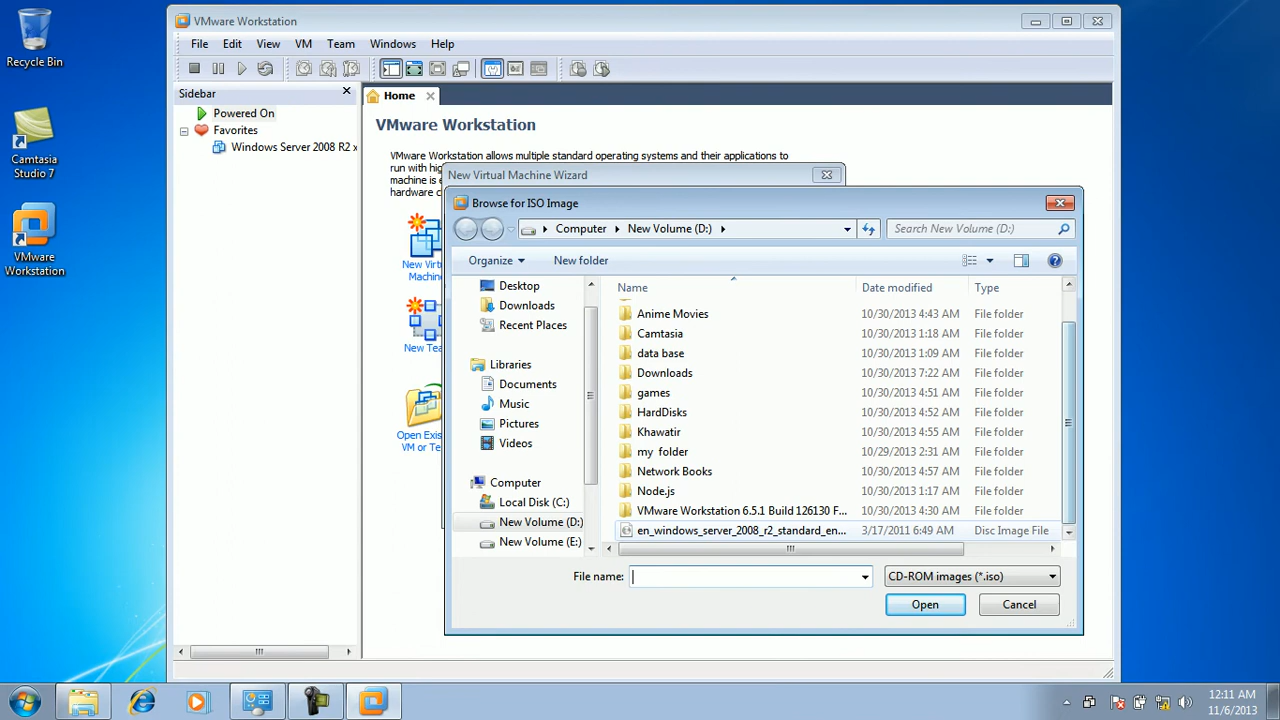 Recycle Bin
Camtasia
Studio 7
VMware
Workstation
VMware Workstation
File Edit View VM Team Windows Help
Sidebar
Powered On
Favorites
Windows Server 2008 R2 x
Home
VMware Workstation
VMware Workstation allows multiple standard operating systems and their applications to
run with hig
machine is e
hardware c
New Virtu
Machin
New Tea
Open Exis
VM or Te
New Virtual Machine Wizard
Browse for ISO Image
Computer New Volume (D:)
Search New Volume (D:)
Organize New folder
Desktop
Downloads
Recent Places
Libraries
Documents
Music
Pictures
Videos
Computer
Local Disk (C:)
New Volume (D:)
New Volume (E:)
Name Date modified Type
Anime Movies 10/30/2013 4:43 AM File folder
Camtasia 10/30/2013 1:18 AM File folder
data base 10/30/2013 1:09 AM File folder
Downloads 10/30/2013 7:22 AM File folder
games 10/30/2013 4:51 AM File folder
HardDisks 10/30/2013 4:52 AM File folder
Khawatir 10/30/2013 4:55 AM File folder
my folder 10/29/2013 2:31 AM File folder
Network Books 10/30/2013 4:57 AM File folder
Node.js 10/30/2013 1:17 AM File folder
VMware Workstation 6.5.1 Build 126130 F... 10/30/2013 4:30 AM File folder
en_windows_server_2008_r2_standard_en... 3/17/2011 6:49 AM Disc Image File
File name:
CD-ROM images (*.iso)
Open Cancel
12:11 AM
11/6/2013